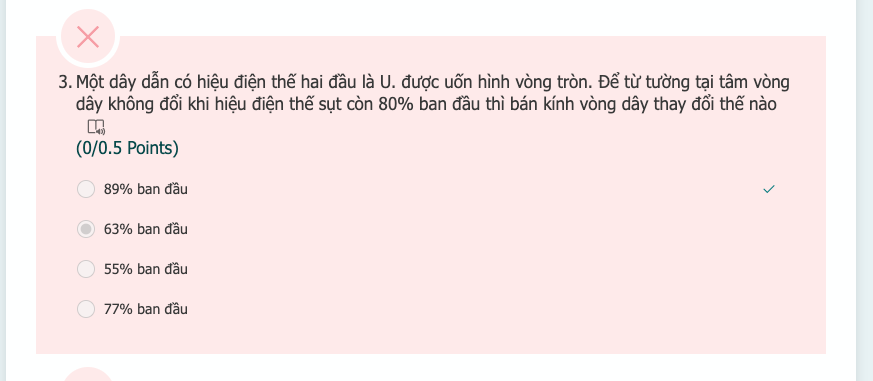 3. Một dây dẫn có hiệu điện thế hai đầu là U. được uốn hình vòng tròn. Để từ tường tại tâm vòng
dây không đổi khi hiệu điện thế sụt còn 80% ban đầu thì bán kính vòng dây thay đổi thế nào
(0/0.5 Points)
89% ban đầu
63% ban đầu
55% ban đầu
77% ban đầu